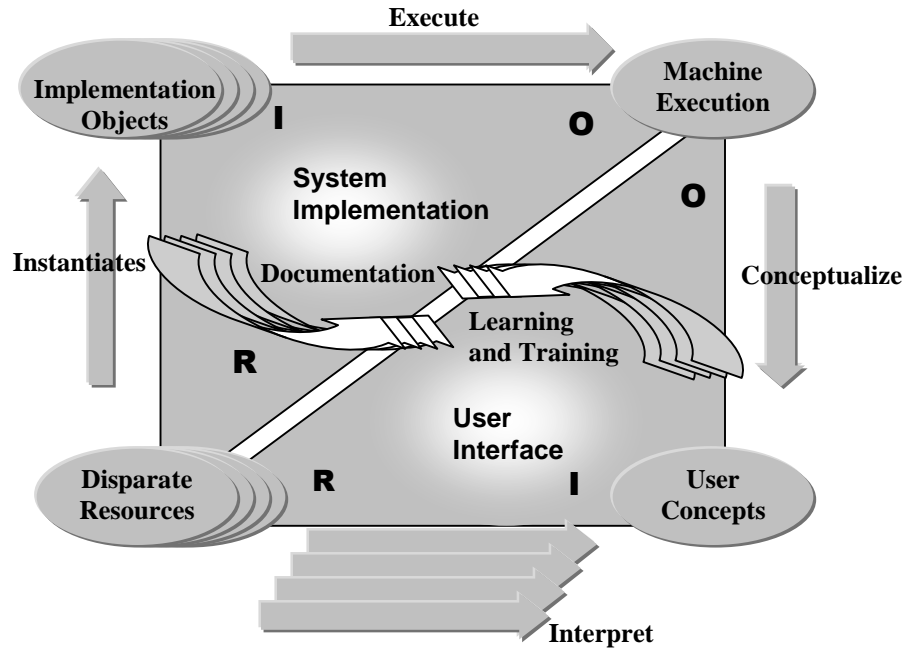 Execute
Implementation
Objects
Machine
Execution
I
O
System
Implementation
O
Instantiates
Documentation
Conceptualize
Learning
and Training
R
User
Interface
Disparate
Resources
R
I
User
Concepts
Interpret